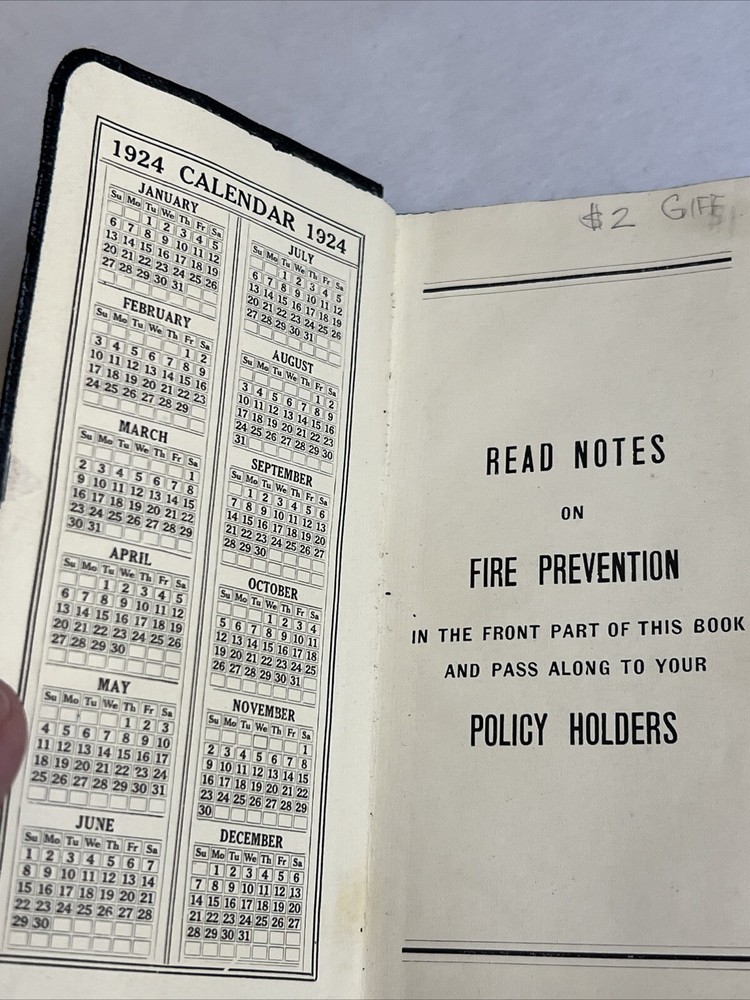 1924 CALENDAR 1924
JANUARY
Su Mo Tu We Th Fr Sa
1 2 3 4 5
6 7 8 9 10 11 12
13 14 15 16 17 18 19
20 21 22 23 24 25 26
27 28 29 30 31
FEBRUARY
Su Mo Tu We Th Fr Sa
1 2
3 4 5 6 7 8 9
10 11 12 13 14 15 16
17 18 19 20 21 22 23
24 25 26 27 28 29
MARCH
Su Mo Tu We Th Fr Sa
1
2 3 4 5 6 7 8
9 10 11 12 13 14 15
16 17 18 19 20 21 22
23 24 25 26 27 28 29
30 31
APRIL
Su Mo Tu We Th Fr Sa
1 2 3 4 5
6 7 8 9 10 11 12
13 14 15 16 17 18 19
20 21 22 23 24 25 26
27 28 29 30
MAY
Su Mo Tu We Th Fr Sa
1 2 3
4 5 6 7 8 9 10
11 12 13 14 15 16 17
18 19 20 21 22 23 24
25 26 27 28 29 30 31
JUNE
Su Mo Tu We Th Fr Sa
1 2 3 4 5 6 7
8 9 10 11 12 13 14
15 16 17 18 19 20 21
22 23 24 25 26 27 28
29 30
JULY
Su Mo Tu We Th Fr Sa
1 2 3 4 5
6 7 8 9 10 11 12
13 14 15 16 17 18 19
20 21 22 23 24 25 26
27 28 29 30 31
AUGUST
Su Mo Tu We Th Fr Sa
1 2
3 4 5 6 7 8 9
10 11 12 13 14 15 16
17 18 19 20 21 22 23
24 25 26 27 28 29 30
31
SEPTEMBER
Su Mo Tu We Th Fr Sa
1 2 3 4 5 6
7 8 9 10 11 12 13
14 15 16 17 18 19 20
21 22 23 24 25 26 27
28 29 30
OCTOBER
Su Mo Tu We Th Fr Sa
1 2 3 4
5 6 7 8 9 10 11
12 13 14 15 16 17 18
19 20 21 22 23 24 25
26 27 28 29 30 31
NOVEMBER
Su Mo Tu We Th Fr Sa
1
2 3 4 5 6 7 8
9 10 11 12 13 14 15
16 17 18 19 20 21 22
23 24 25 26 27 28 29
30
DECEMBER
Su Mo Tu We Th Fr Sa
1 2 3 4 5 6
7 8 9 10 11 12 13
14 15 16 17 18 19 20
21 22 23 24 25 26 27
28 29 30 31
$2
READ NOTES
ON
FIRE PREVENTION
IN THE FRONT PART OF THIS BOOK
AND PASS ALONG TO YOUR
POLICY HOLDERS